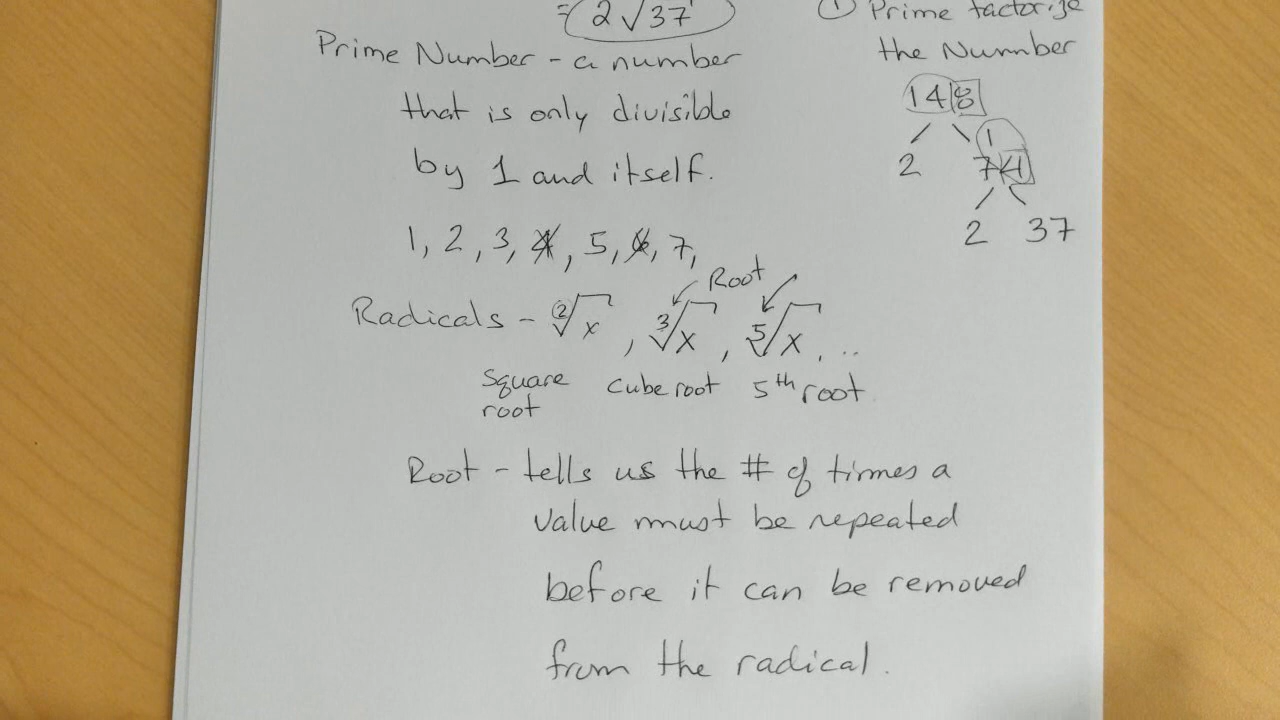 = 2√37
① Prime factorize
the Number
148
2 74
1
2 37
Prime Number - a number
that is only divisible
by 1 and itself.
1, 2, 3, 4, 5, 6, 7,
Root
Radicals - ²√x, ³√x, ⁵√x, ..
Square root
Cube root
5th root
Root - tells us the # of times a
value must be repeated
before it can be removed
from the radical.